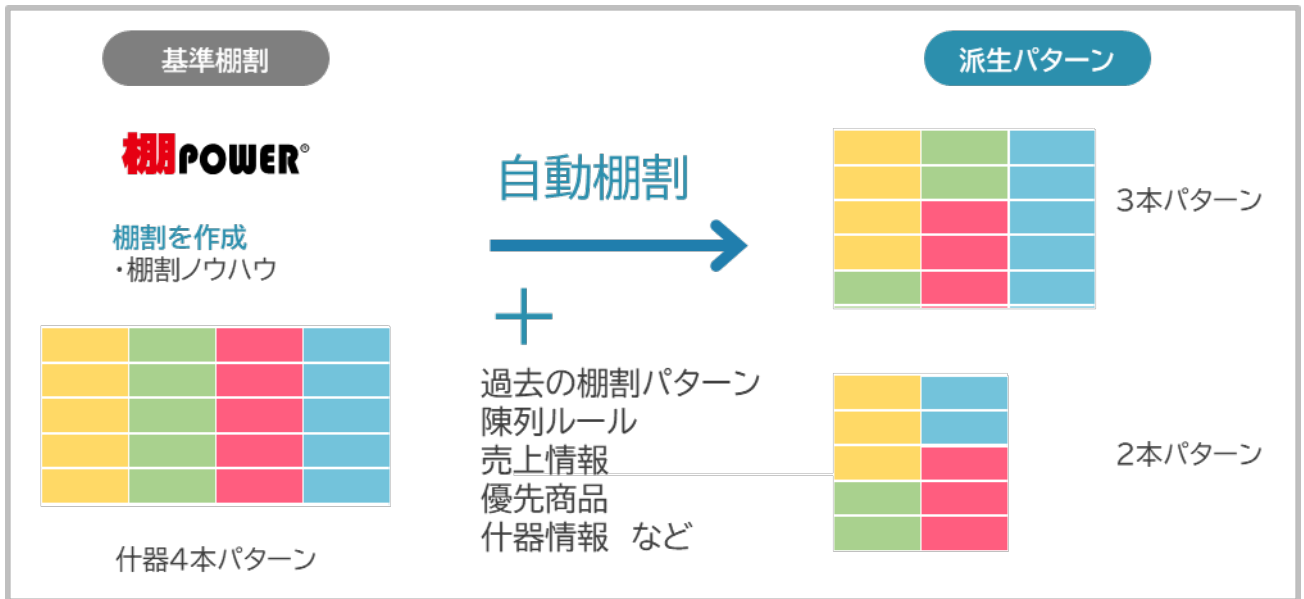 基準棚割
棚POWER®
棚割を作成
・棚割ノウハウ
什器4本パターン
自動棚割
＋
過去の棚割パターン
陳列ルール
売上情報
優先商品
什器情報　など
派生パターン
3本パターン
2本パターン